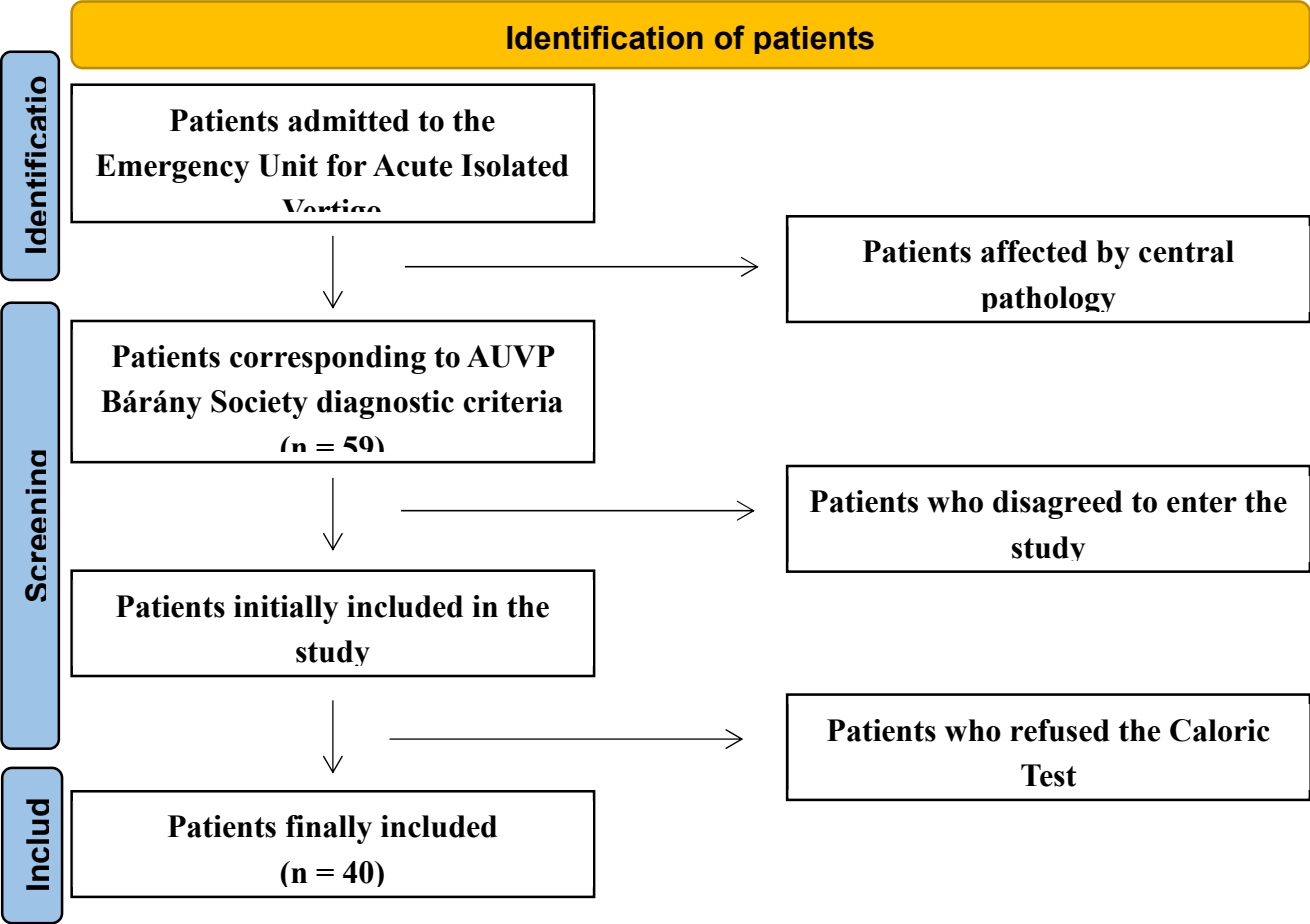 Identification of patients
Identificatio
Patients admitted to the
Emergency Unit for Acute Isolated
Vertigo
Patients affected by central
pathology
Screening
Patients corresponding to AUVP
Bárány Society diagnostic criteria
(n = 59)
Patients who disagreed to enter the
study
Patients initially included in the
study
Patients who refused the Caloric
Test
Includ
Patients finally included
(n = 40)